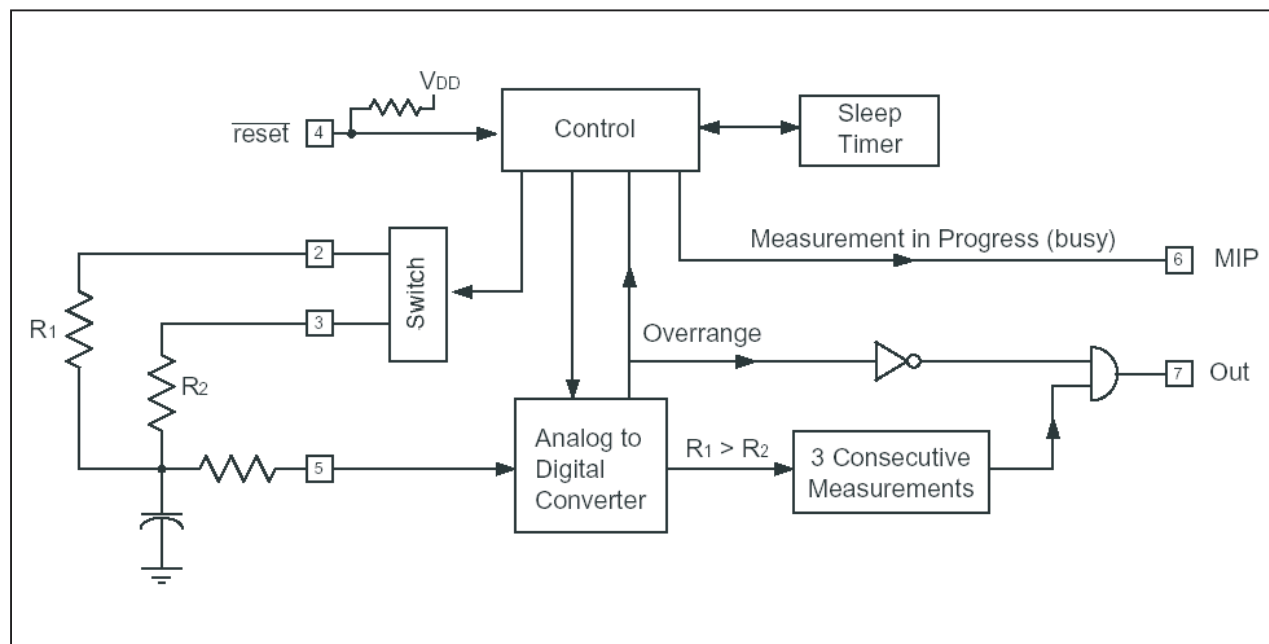 VDD
reset
4
Control
Sleep
Timer
2
Switch
Measurement in Progress (busy)
6
MIP
R1
3
R2
Overrange
7
Out
5
Analog to
Digital
Converter
R1 > R2
3 Consecutive
Measurements